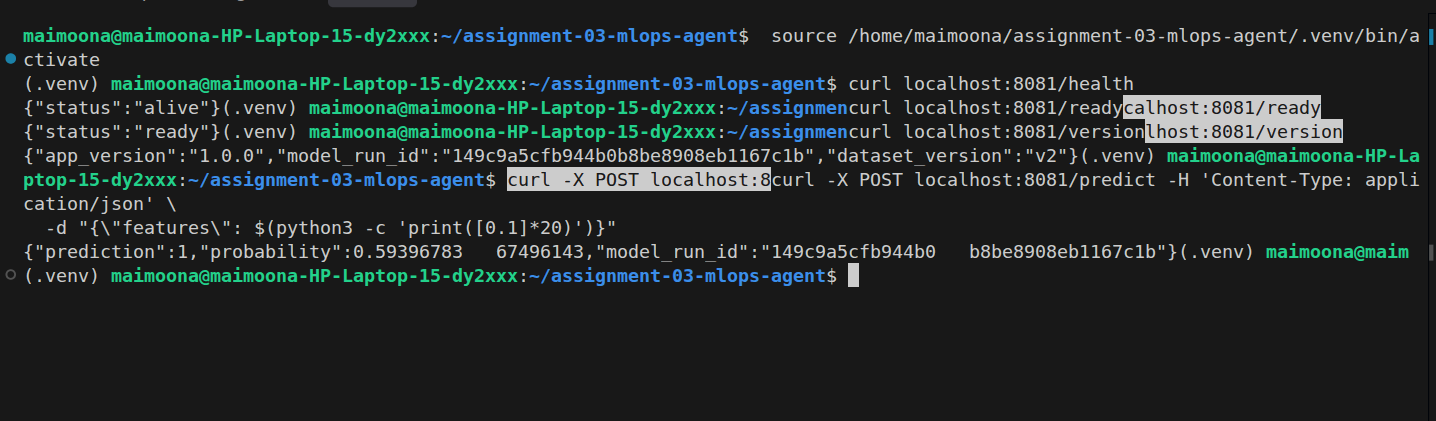 maimoona@maimoona-HP-Laptop-15-dy2xxx:~/assignment-03-mlops-agent$  source /home/maimoona/assignment-03-mlops-agent/.venv/bin/a
ctivate
(.venv) maimoona@maimoona-HP-Laptop-15-dy2xxx:~/assignment-03-mlops-agent$ curl localhost:8081/health
{"status":"alive"}(.venv) maimoona@maimoona-HP-Laptop-15-dy2xxx:~/assignmencurl localhost:8081/readycalhost:8081/ready
{"status":"ready"}(.venv) maimoona@maimoona-HP-Laptop-15-dy2xxx:~/assignmencurl localhost:8081/versionlhost:8081/version
{"app_version":"1.0.0","model_run_id":"149c9a5cfb944b0b8be8908eb1167c1b","dataset_version":"v2"}(.venv) maimoona@maimoona-HP-La
ptop-15-dy2xxx:~/assignment-03-mlops-agent$ curl -X POST localhost:8curl -X POST localhost:8081/predict -H 'Content-Type: appli
cation/json' \
  -d "{\"features\": $(python3 -c 'print([0.1]*20)')}"
{"prediction":1,"probability":0.59396783   67496143,"model_run_id":"149c9a5cfb944b0   b8be8908eb1167c1b"}(.venv) maimoona@maim
(.venv) maimoona@maimoona-HP-Laptop-15-dy2xxx:~/assignment-03-mlops-agent$